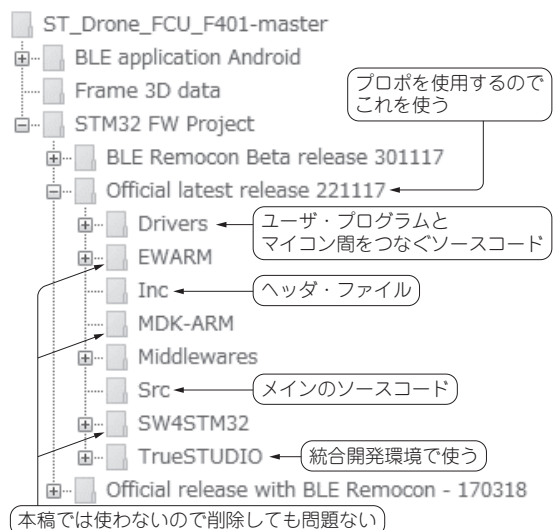 ST_Drone_FCU_F401-master
BLE application Android
Frame 3D data
プロポを使用するので
これを使う
STM32 FW Project
BLE Remocon Beta release 301117
Official latest release 221117
Drivers
ユーザ・プログラムと
マイコン間をつなぐソースコード
EWARM
Inc
ヘッダ・ファイル
MDK-ARM
Middlewares
Src
メインのソースコード
SW4STM32
TrueSTUDIO
統合開発環境で使う
Official release with BLE Remocon - 170318
本稿では使わないので削除しても問題ない